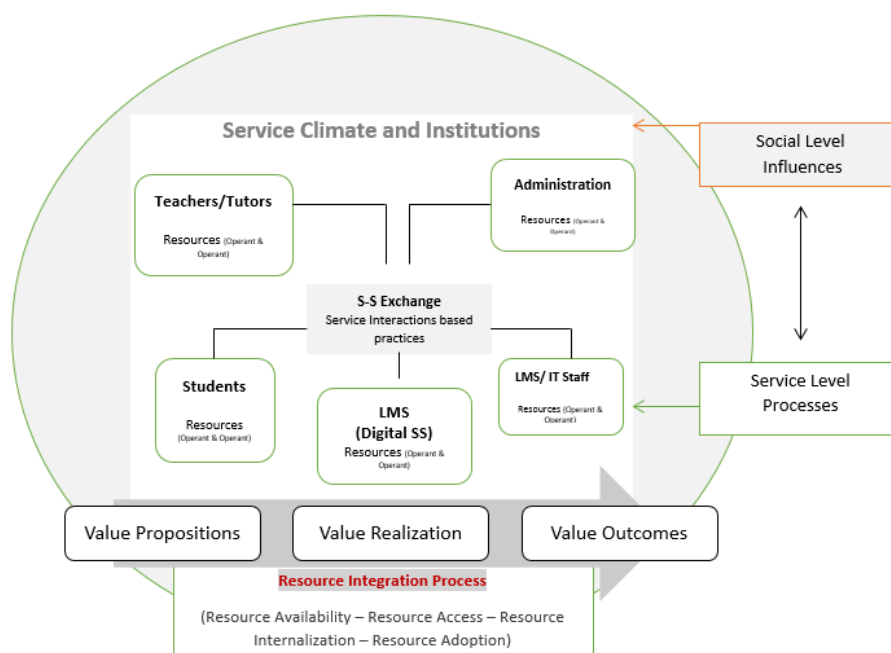 Service Climate and Institutions
Social Level
Influences
Teachers/Tutors
Resources (Operant &
Operant)
Administration
Resources (Operant &
Operant)
S-S Exchange
Service Interactions based
practices
Students
Resources
(Operant & Operant)
LMS
(Digital SS)
Resources (Operant &
Operant)
LMS/ IT Staff
Resources (Operant &
Operant)
Service Level
Processes
Value Propositions
Value Realization
Value Outcomes
Resource Integration Process
(Resource Availability – Resource Access – Resource
Internalization – Resource Adoption)